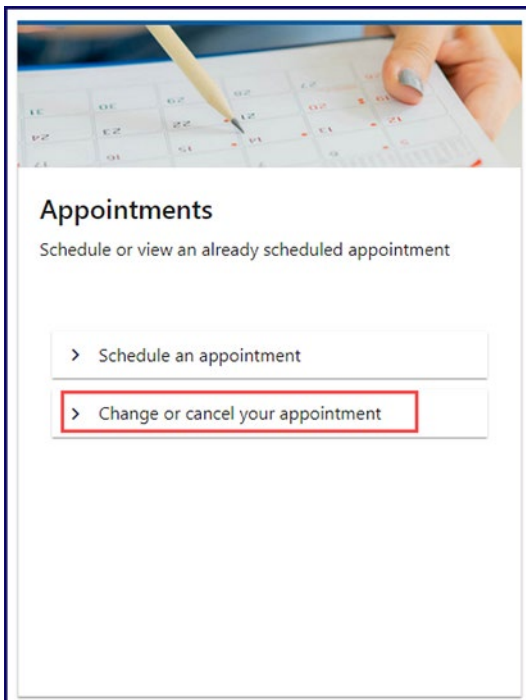 Appointments
Schedule or view an already scheduled appointment
Schedule an appointment
Change or cancel your appointment